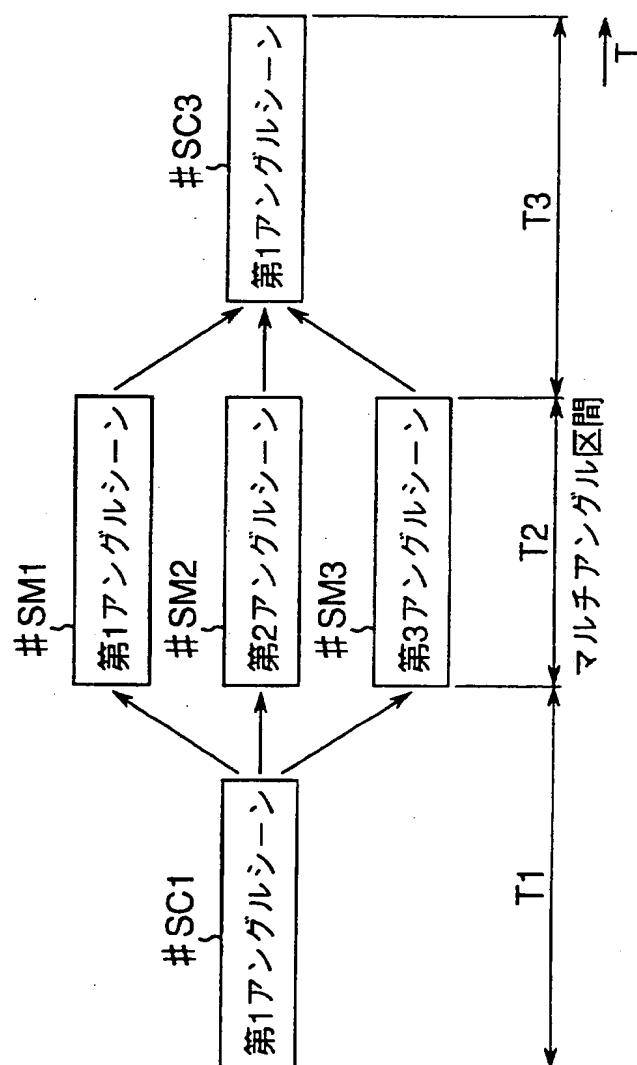 #SC1
第1アングルシーン
#SM1
第1アングルシーン
#SM2
第2アングルシーン
#SM3
第3アングルシーン
#SC3
第1アングルシーン
T1
T2
T3
マルチアングル区間
T